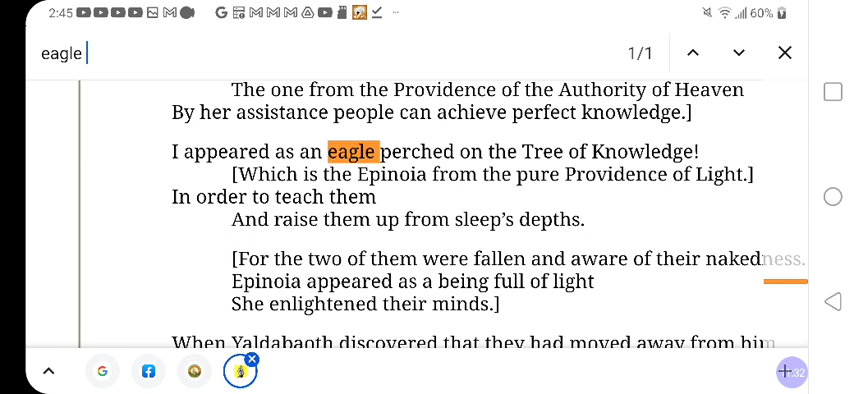 2:45
60%
eagle
1/1
The one from the Providence of the Authority of Heaven
By her assistance people can achieve perfect knowledge.]
I appeared as an eagle perched on the Tree of Knowledge!
[Which is the Epinoia from the pure Providence of Light.]
In order to teach them
And raise them up from sleep’s depths.
[For the two of them were fallen and aware of their nakedness.
Epinoia appeared as a being full of light
She enlightened their minds.]
When Yaldabaoth discovered that they had moved away from him